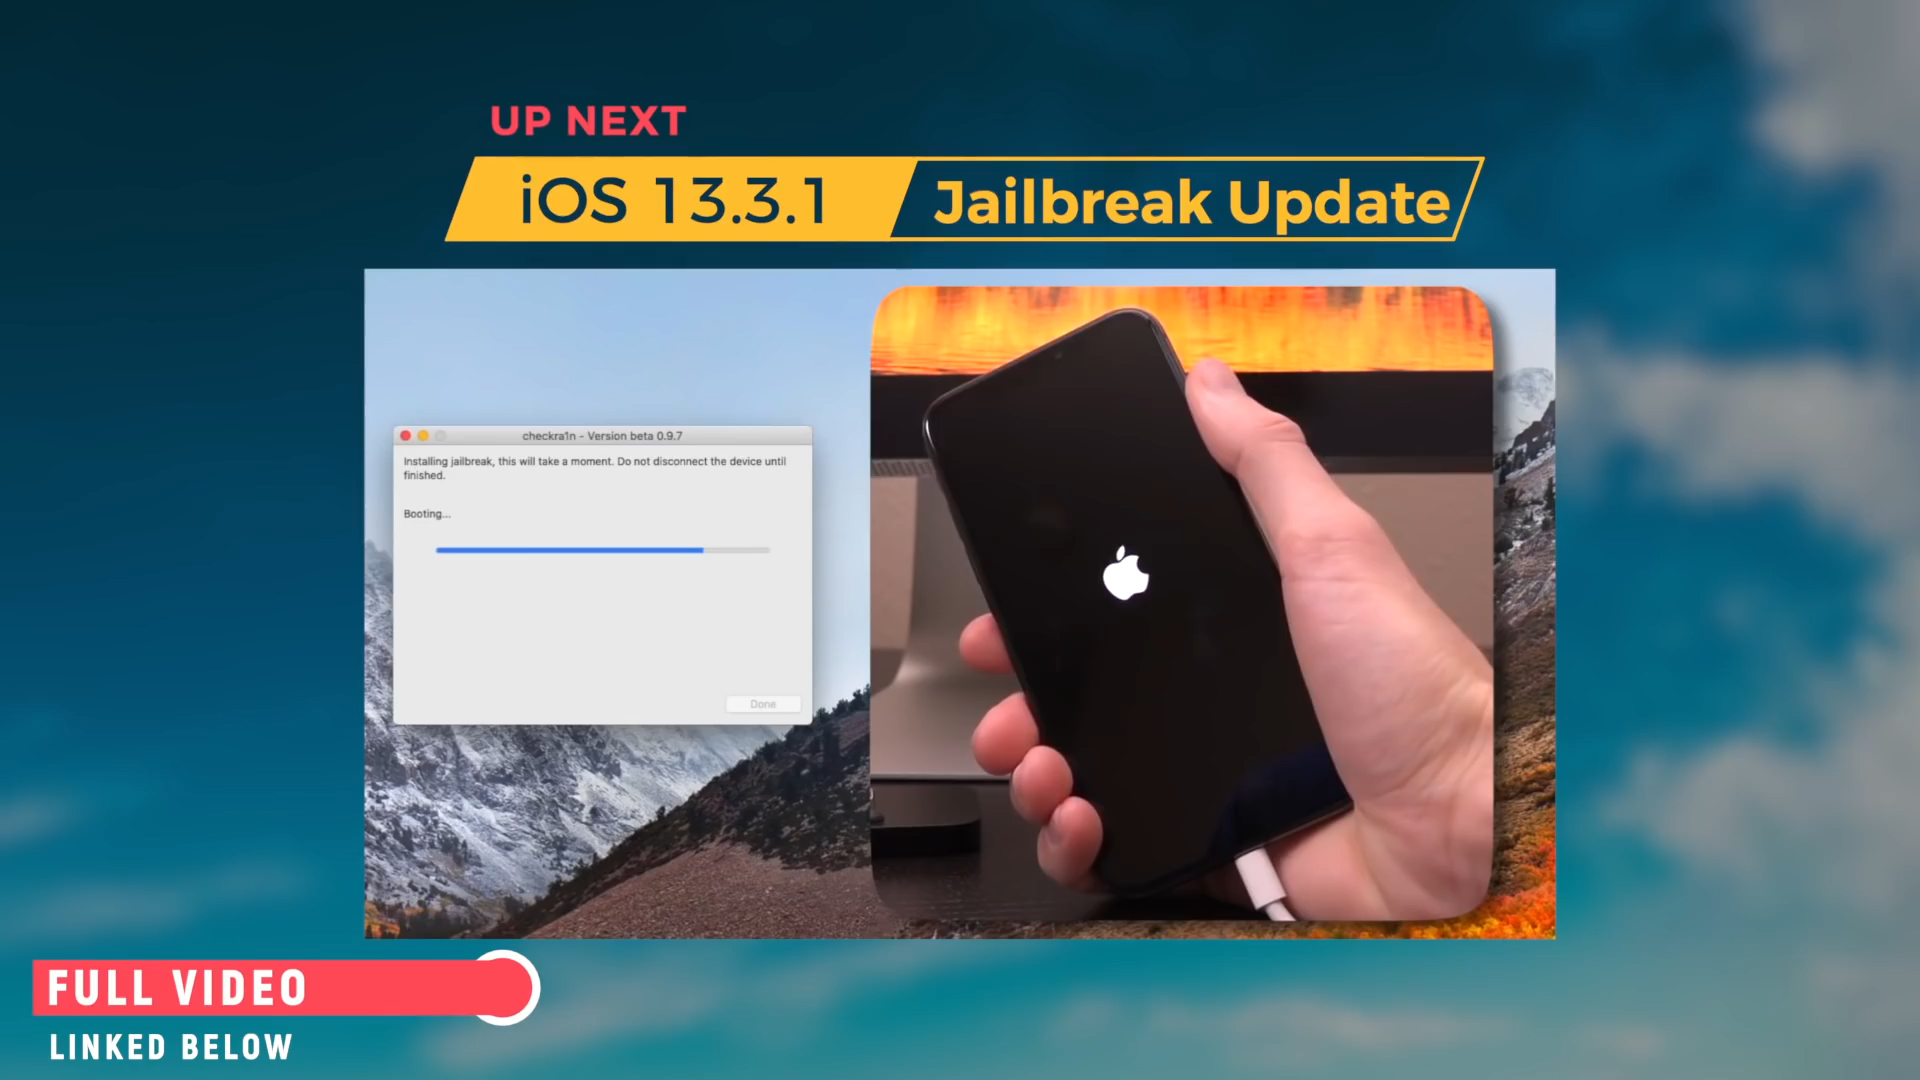 UP NEXT
iOS 13.3.1 Jailbreak Update
checkra1n - Version beta 0.9.7
Installing jailbreak, this will take a moment. Do not disconnect the device until
finished.
Booting...
Done
FULL VIDEO
LINKED BELOW